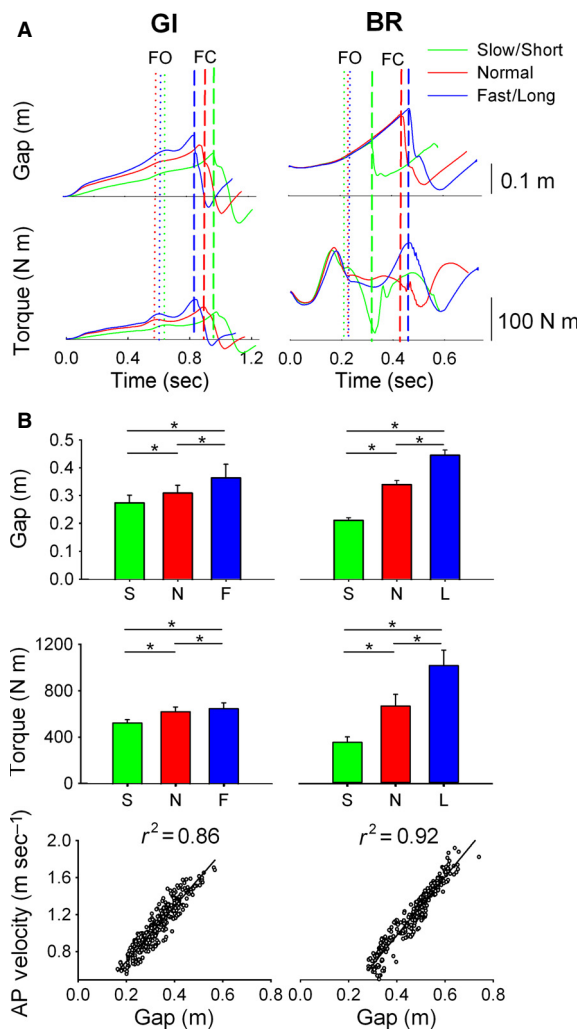 A
GI
BR
Slow/Short
Normal
Fast/Long
FO
FC
FO
FC
Gap (m)
0.1 m
Torque (N m)
100 N m
0.0 0.4 0.8 1.2
0.0 0.2 0.4 0.6
Time (sec)
Time (sec)
B
Gap (m)
0.5
0.4
0.3
0.2
0.1
0.0
* * *
* * *
S N F
S N L
Torque (N m)
1200
800
400
0
* * *
* * *
S N F
S N L
AP velocity (m sec⁻¹)
2.0
1.6
1.2
0.8
r² = 0.86
r² = 0.92
0.0 0.2 0.4 0.6 0.8
0.0 0.2 0.4 0.6 0.8
Gap (m)
Gap (m)